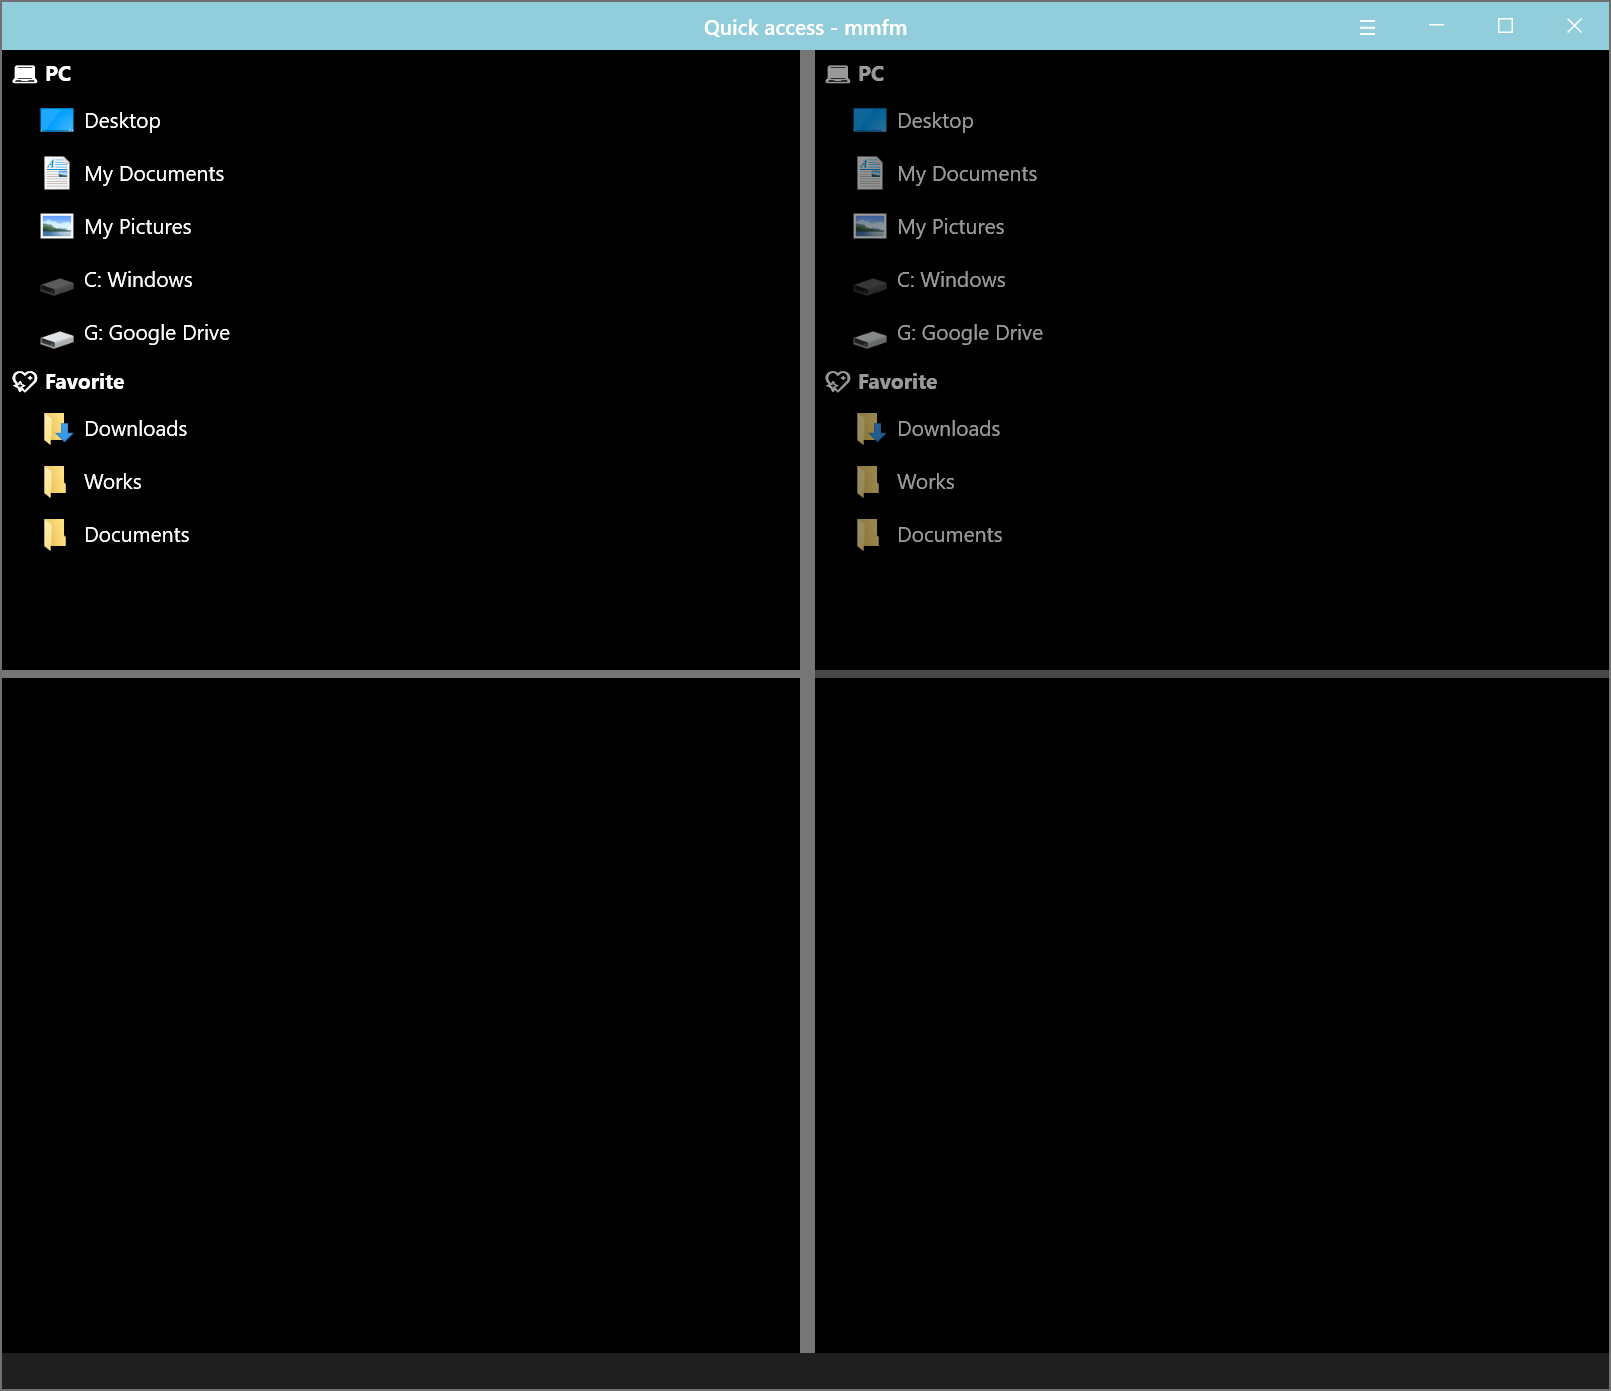 Quick access - mmfm
PC
Desktop
My Documents
My Pictures
C: Windows
G: Google Drive
Favorite
Downloads
Works
Documents
PC
Desktop
My Documents
My Pictures
C: Windows
G: Google Drive
Favorite
Downloads
Works
Documents